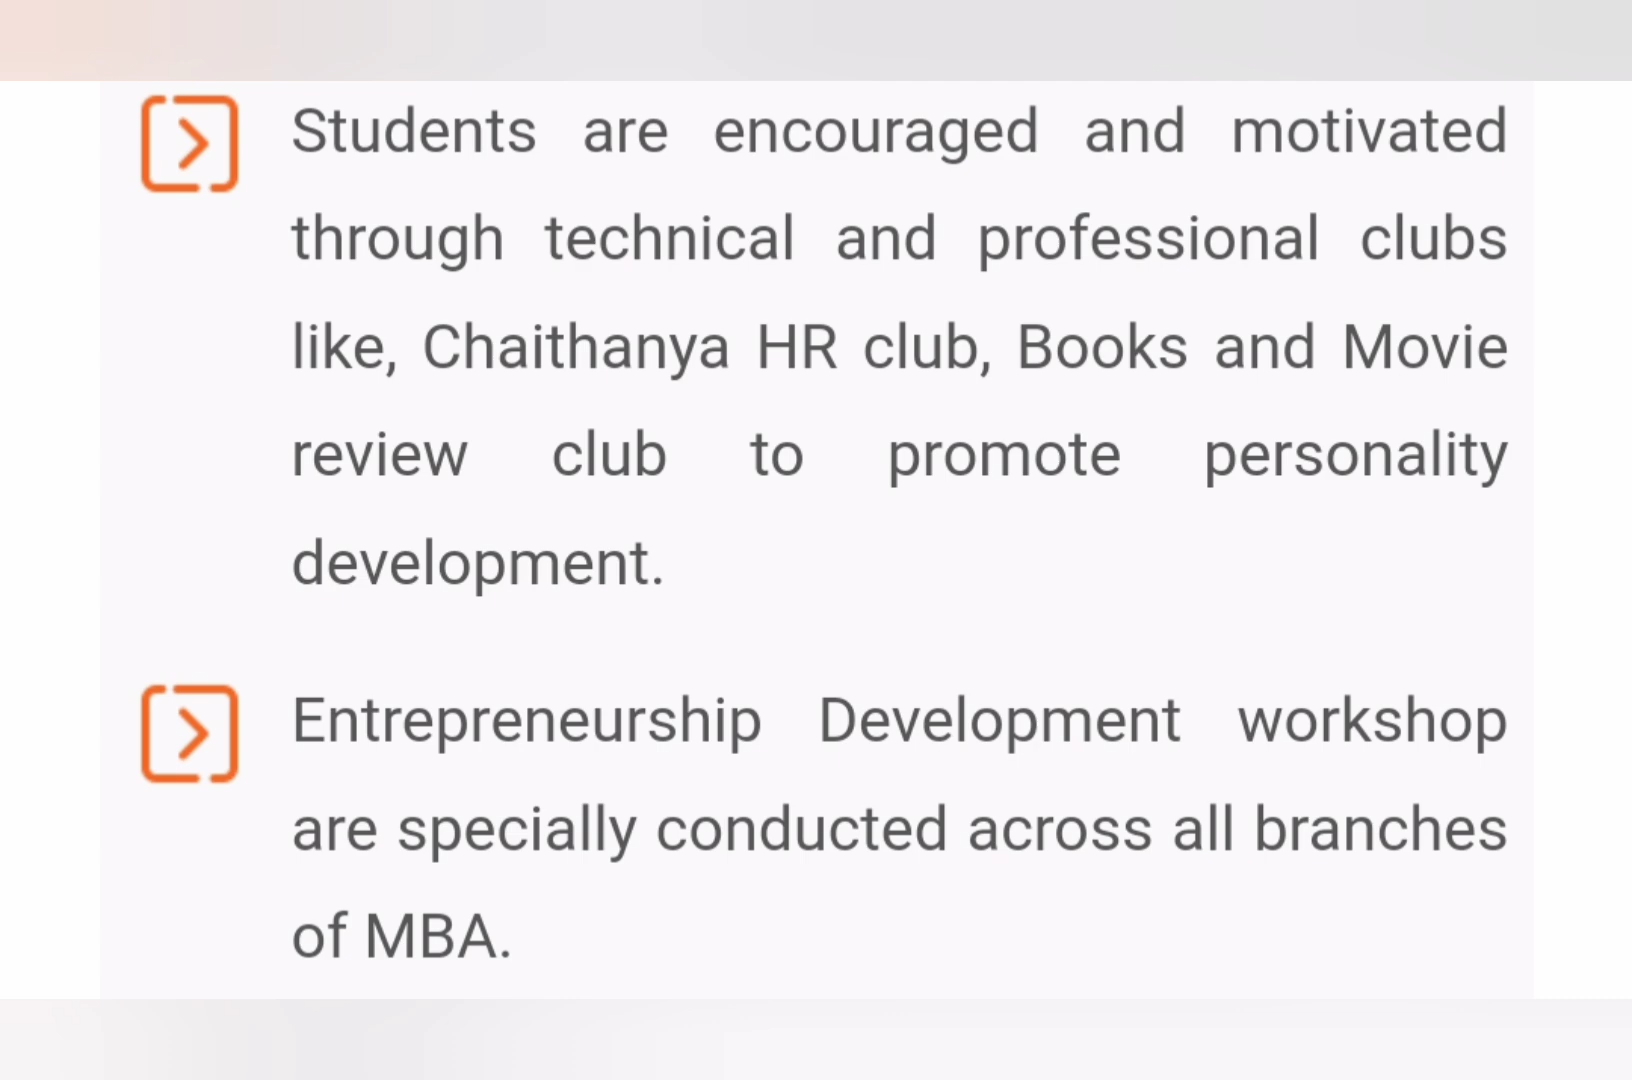 Students are encouraged and motivated
through technical and professional clubs
like, Chaithanya HR club, Books and Movie
review club to promote personality
development.
Entrepreneurship Development workshop
are specially conducted across all branches
of MBA.